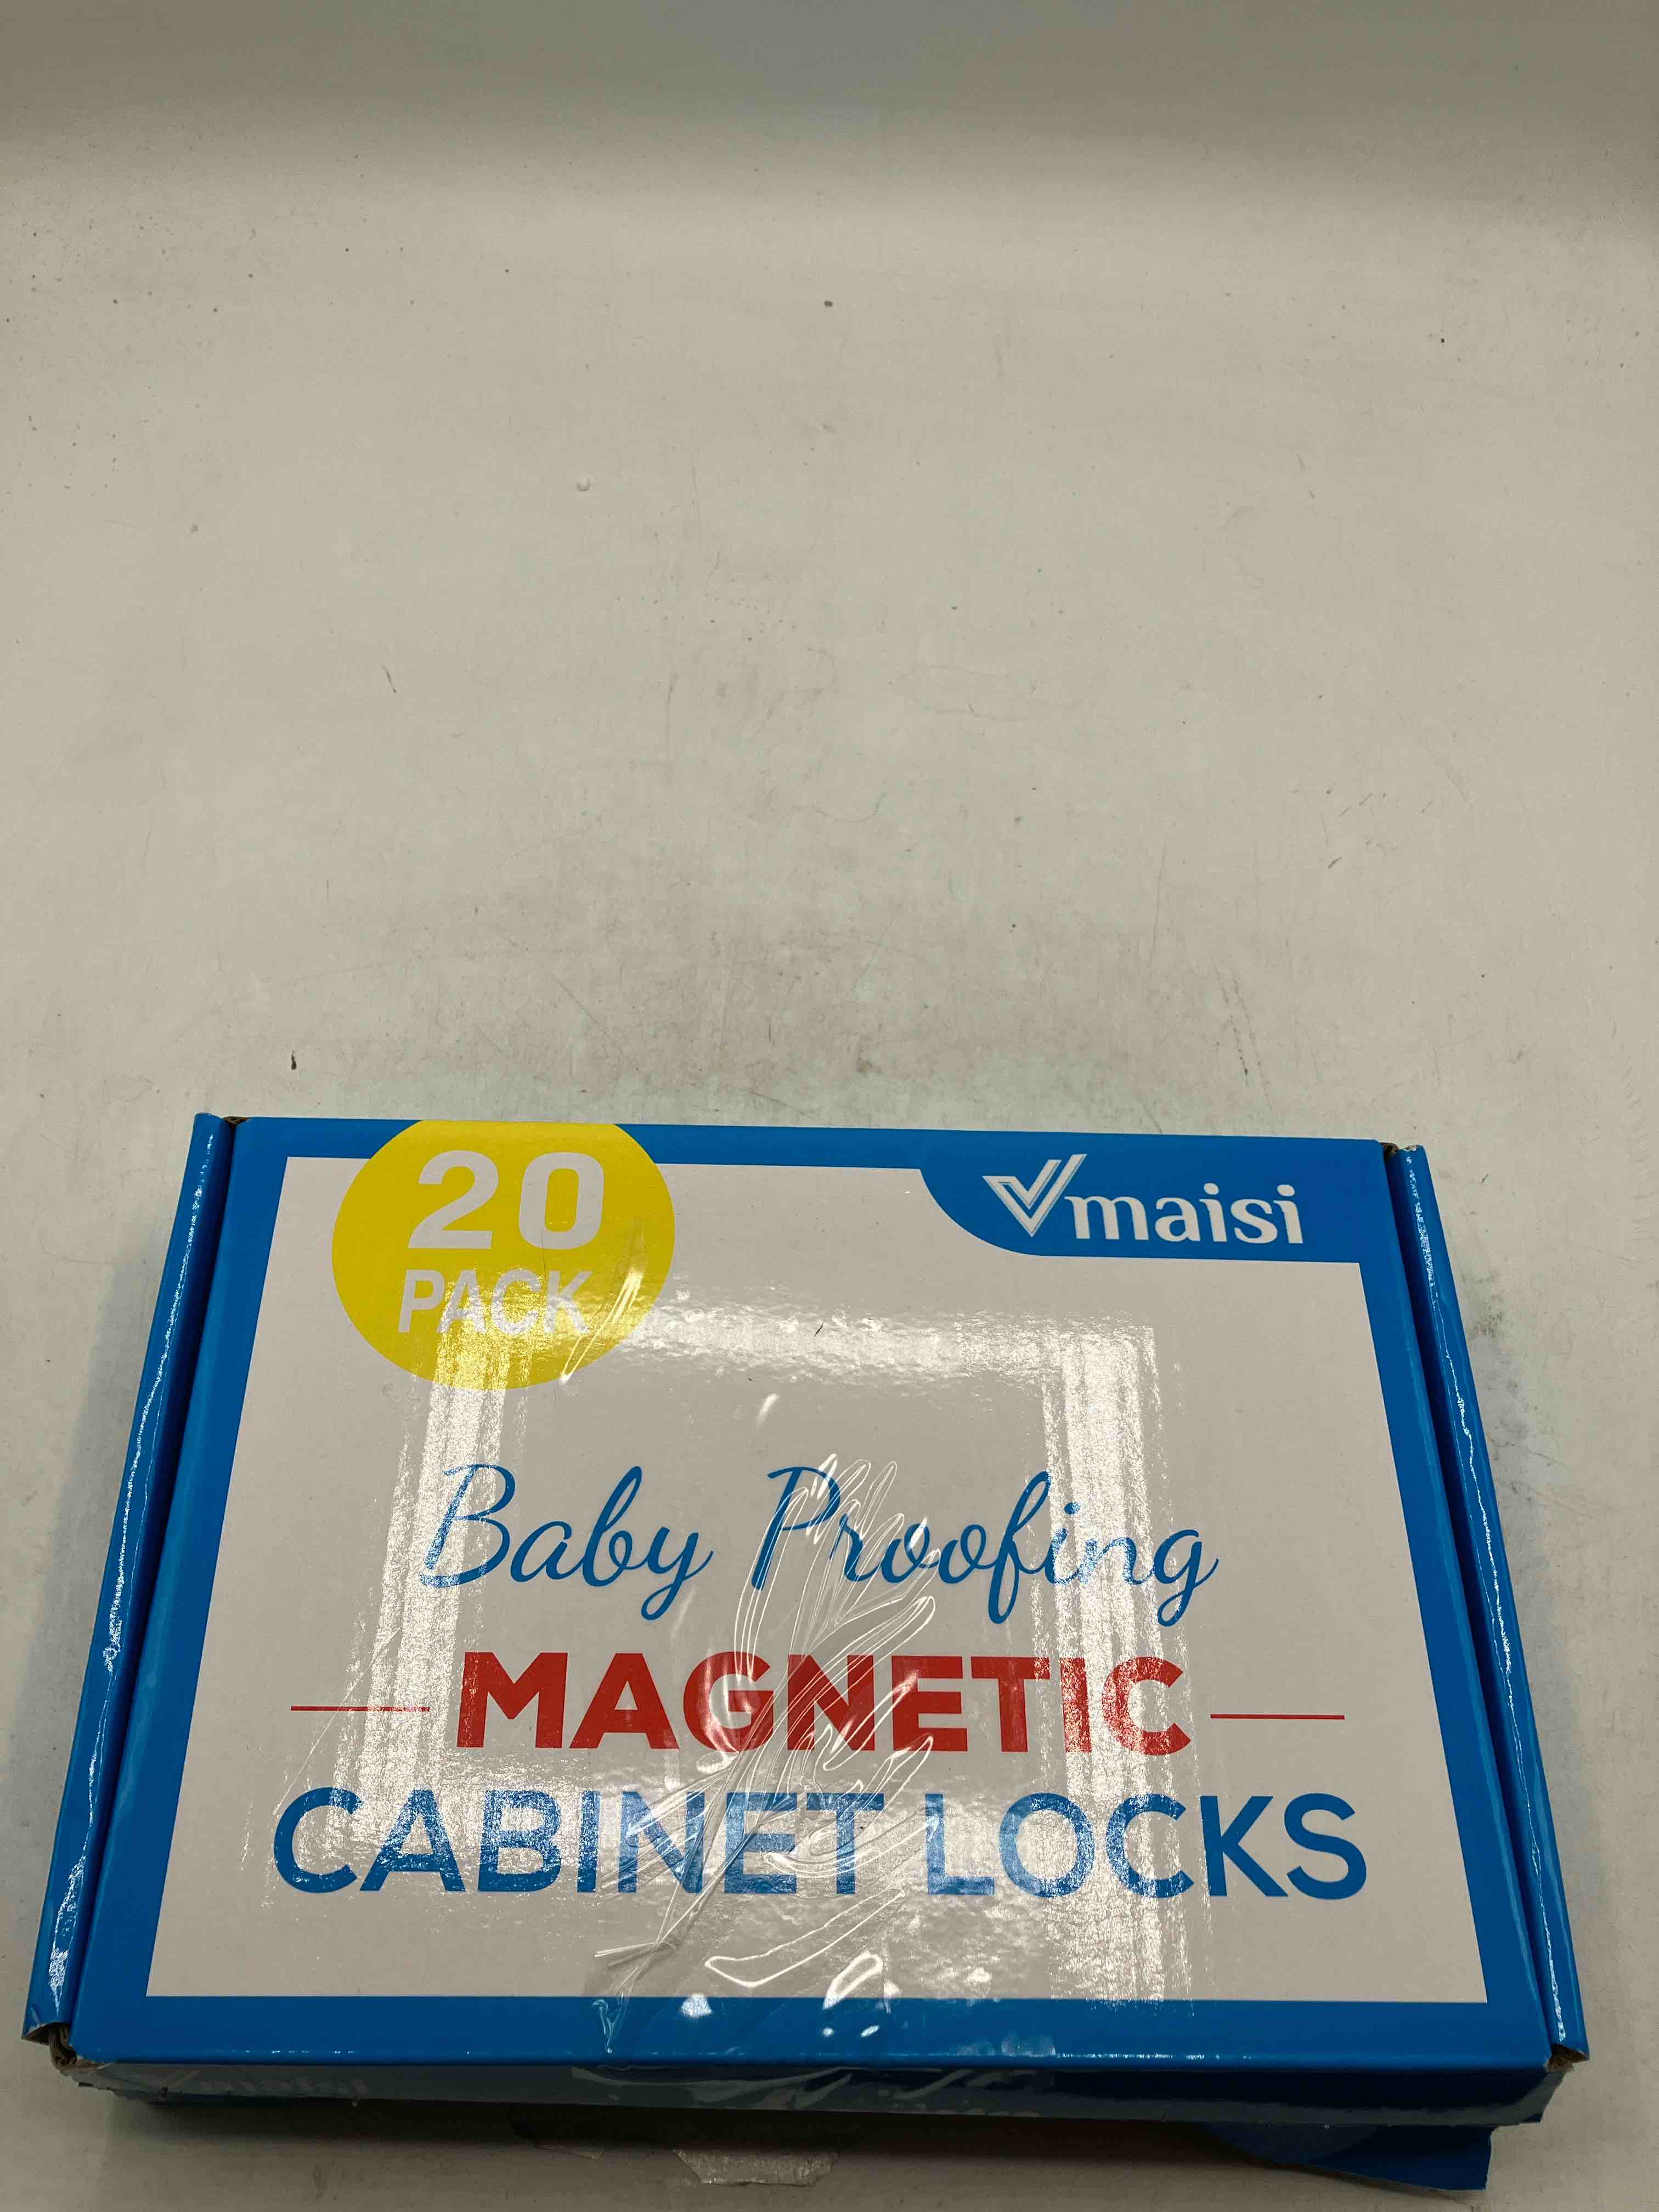 20
PACK
Vmaisi
Baby Proofing
MAGNETIC
CABINET LOCKS